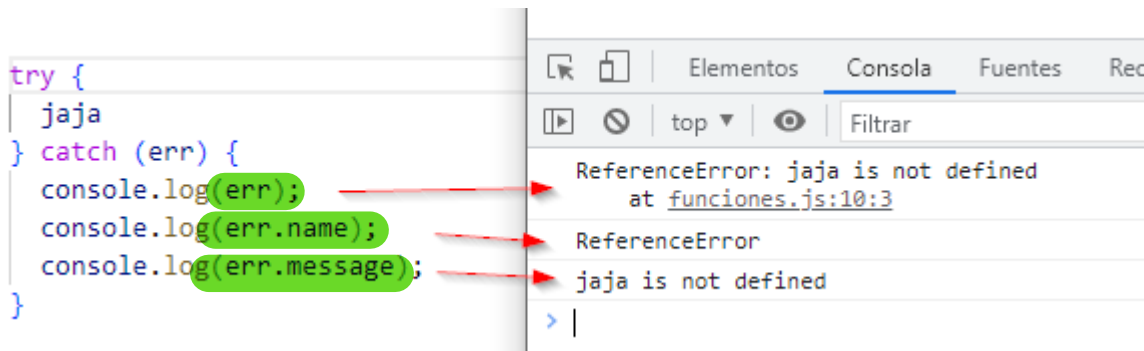 try {
jaja
} catch (err) {
console.log(err);
console.log(err.name);
console.log(err.message);
}
Elementos Consola Fuentes Rec
top ▼ Filtrar
ReferenceError: jaja is not defined
at funciones.js:10:3
ReferenceError
jaja is not defined
>